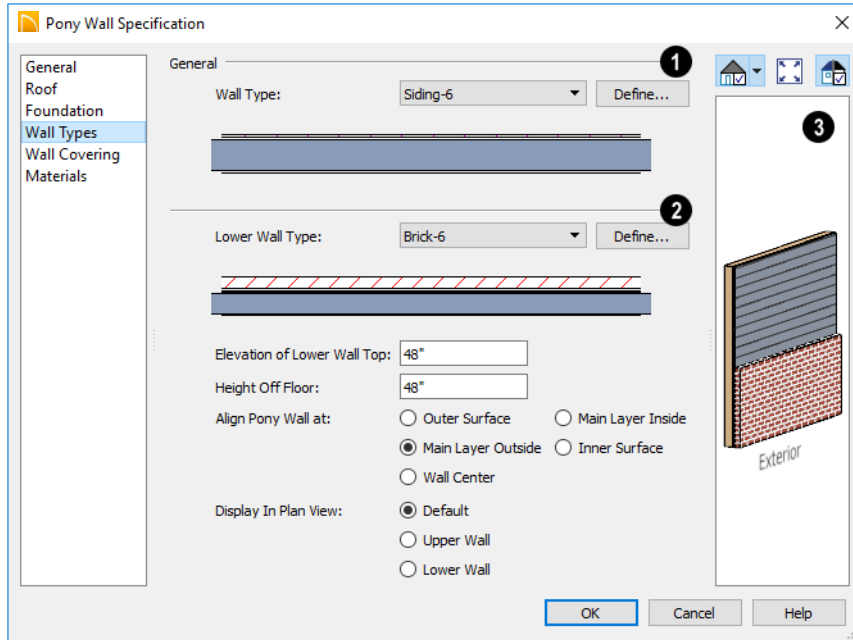 Pony Wall Specification
General
Roof
Foundation
Wall Types
Wall Covering
Materials
General
1
Wall Type:
Siding-6
Define...
2
Lower Wall Type:
Brick-6
Define...
Elevation of Lower Wall Top:
48"
Height Off Floor:
48"
Align Pony Wall at:
Outer Surface
Main Layer Inside
Main Layer Outside
Inner Surface
Wall Center
Display In Plan View:
Default
Upper Wall
Lower Wall
3
Exterior
OK
Cancel
Help